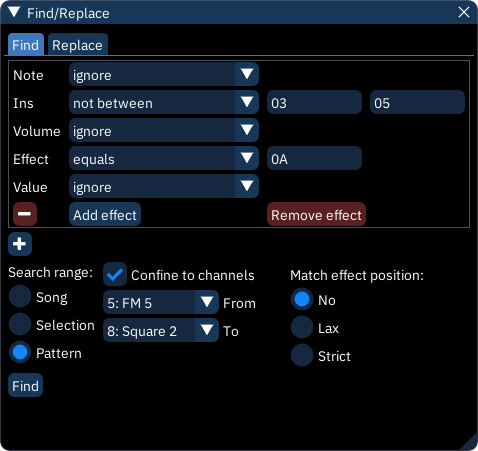 Find/Replace
Find Replace
Note ignore
Ins not between 03 05
Volume ignore
Effect equals 0A
Value ignore
Add effect Remove effect
Search range: Confine to channels Match effect position:
Song 5: FM 5 From No
Selection 8: Square 2 To Lax
Pattern Strict
Find